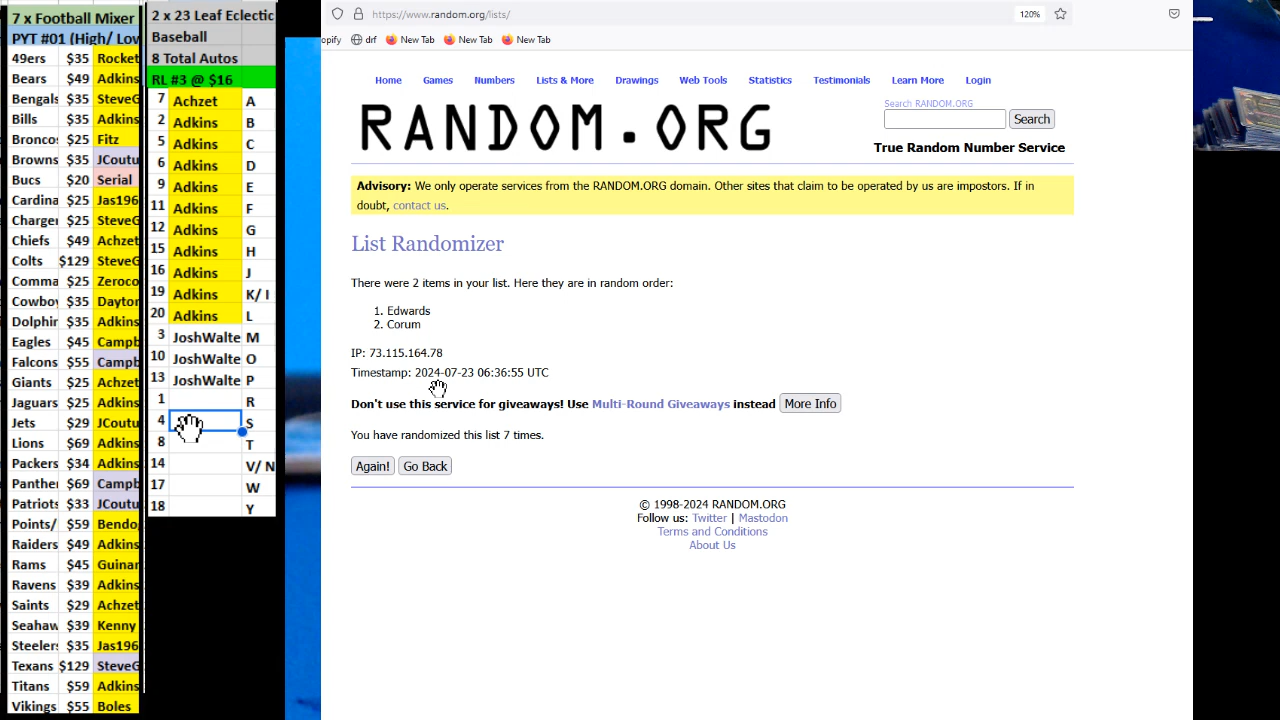 7 x Football Mixer
PYT #01 (High/ Lov
49ers $35 Rocket
Bears $49 Adkins
Bengals $35 SteveG
Bills $35 Adkins
Bronco: $25 Fitz
Browns $35 JCoutu
Bucs $20 Serial
Cardina $25 Jas196
Charger $25 SteveG
Chiefs $49 Achzet
Colts $129 SteveG
Comma $25 Zeroco
Cowboy $35 Dayton
Dolphin $35 Adkins
Eagles $45 Campb
Falcons $55 Campb
Giants $25 Achzet
Jaguars $25 Adkins
Jets $29 JCoutu
Lions $69 Adkins
Packers $34 Adkins
Panther $69 Campb
Patriots $33 JCoutu
Points/ $59 Bendo
Raiders $49 Adkins
Rams $45 Guinar
Ravens $39 Adkins
Saints $29 Achzet
Seahaw $39 Kenny
Steelers $35 Jas196
Texans $129 SteveG
Titans $59 Adkins
Vikings $55 Boles
2 x 23 Leaf Eclectic
Baseball
8 Total Autos
RL #3 @ $16
7 Achzet A
2 Adkins B
5 Adkins C
6 Adkins D
9 Adkins E
11 Adkins F
12 Adkins G
15 Adkins H
16 Adkins J
19 Adkins K/ I
20 Adkins L
3 JoshWalte M
10 JoshWalte O
13 JoshWalte P
1 R
4 S
8 T
14 V/ N
17 W
18 Y
https://www.random.org/lists/
120%
opify drf New Tab New Tab New Tab
Home Games Numbers Lists & More Drawings Web Tools Statistics Testimonials Learn More Login
RANDOM.ORG
Search RANDOM.ORG
Search
True Random Number Service
Advisory: We only operate services from the RANDOM.ORG domain. Other sites that claim to be operated by us are impostors. If in
doubt, contact us.
List Randomizer
There were 2 items in your list. Here they are in random order:
1. Edwards
2. Corum
IP: 73.115.164.78
Timestamp: 2024-07-23 06:36:55 UTC
Don't use this service for giveaways! Use Multi-Round Giveaways instead More Info
You have randomized this list 7 times.
Again! Go Back
© 1998-2024 RANDOM.ORG
Follow us: Twitter | Mastodon
Terms and Conditions
About Us